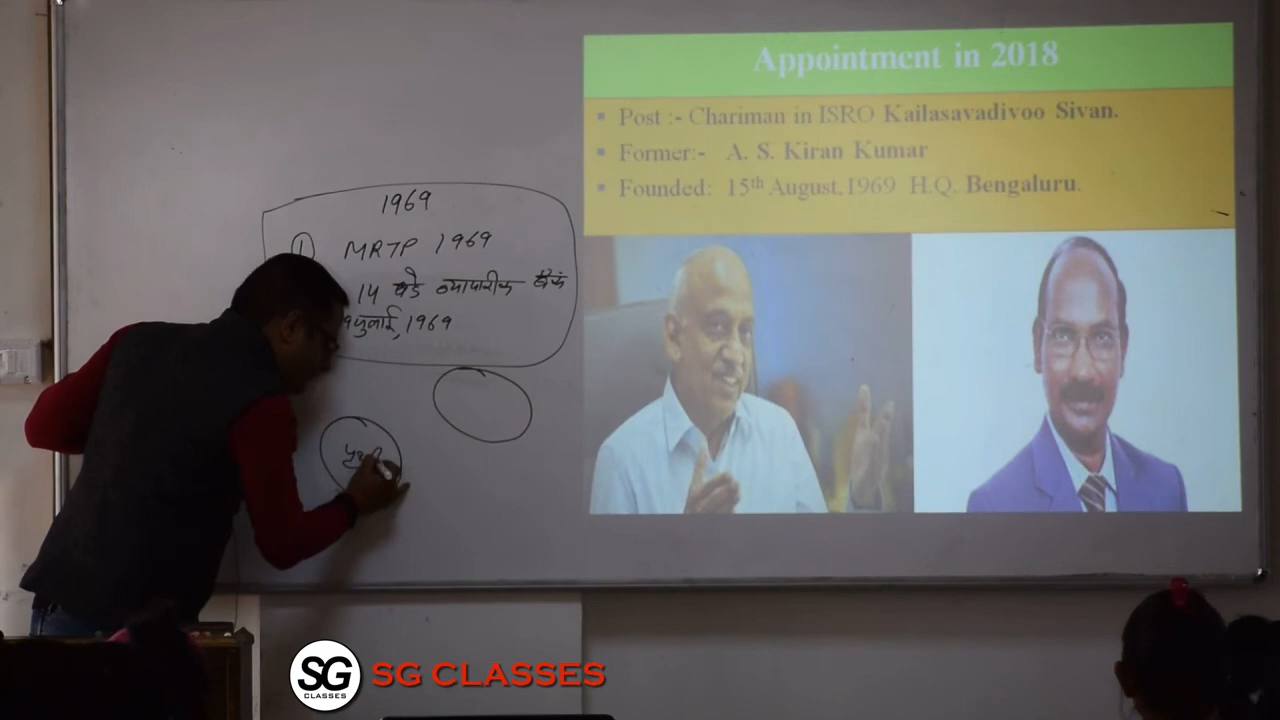 Appointment in 2018
▪ Post :- Chariman in ISRO Kailasavadivoo Sivan.
▪ Former:- A. S. Kiran Kumar
▪ Founded: 15th August, 1969 H.Q. Bengaluru.
1969
① MRTP 1969
14 बड़े व्यापारीक बैंक
जुलाई, 1969
SG
CLASSES
SG CLASSES